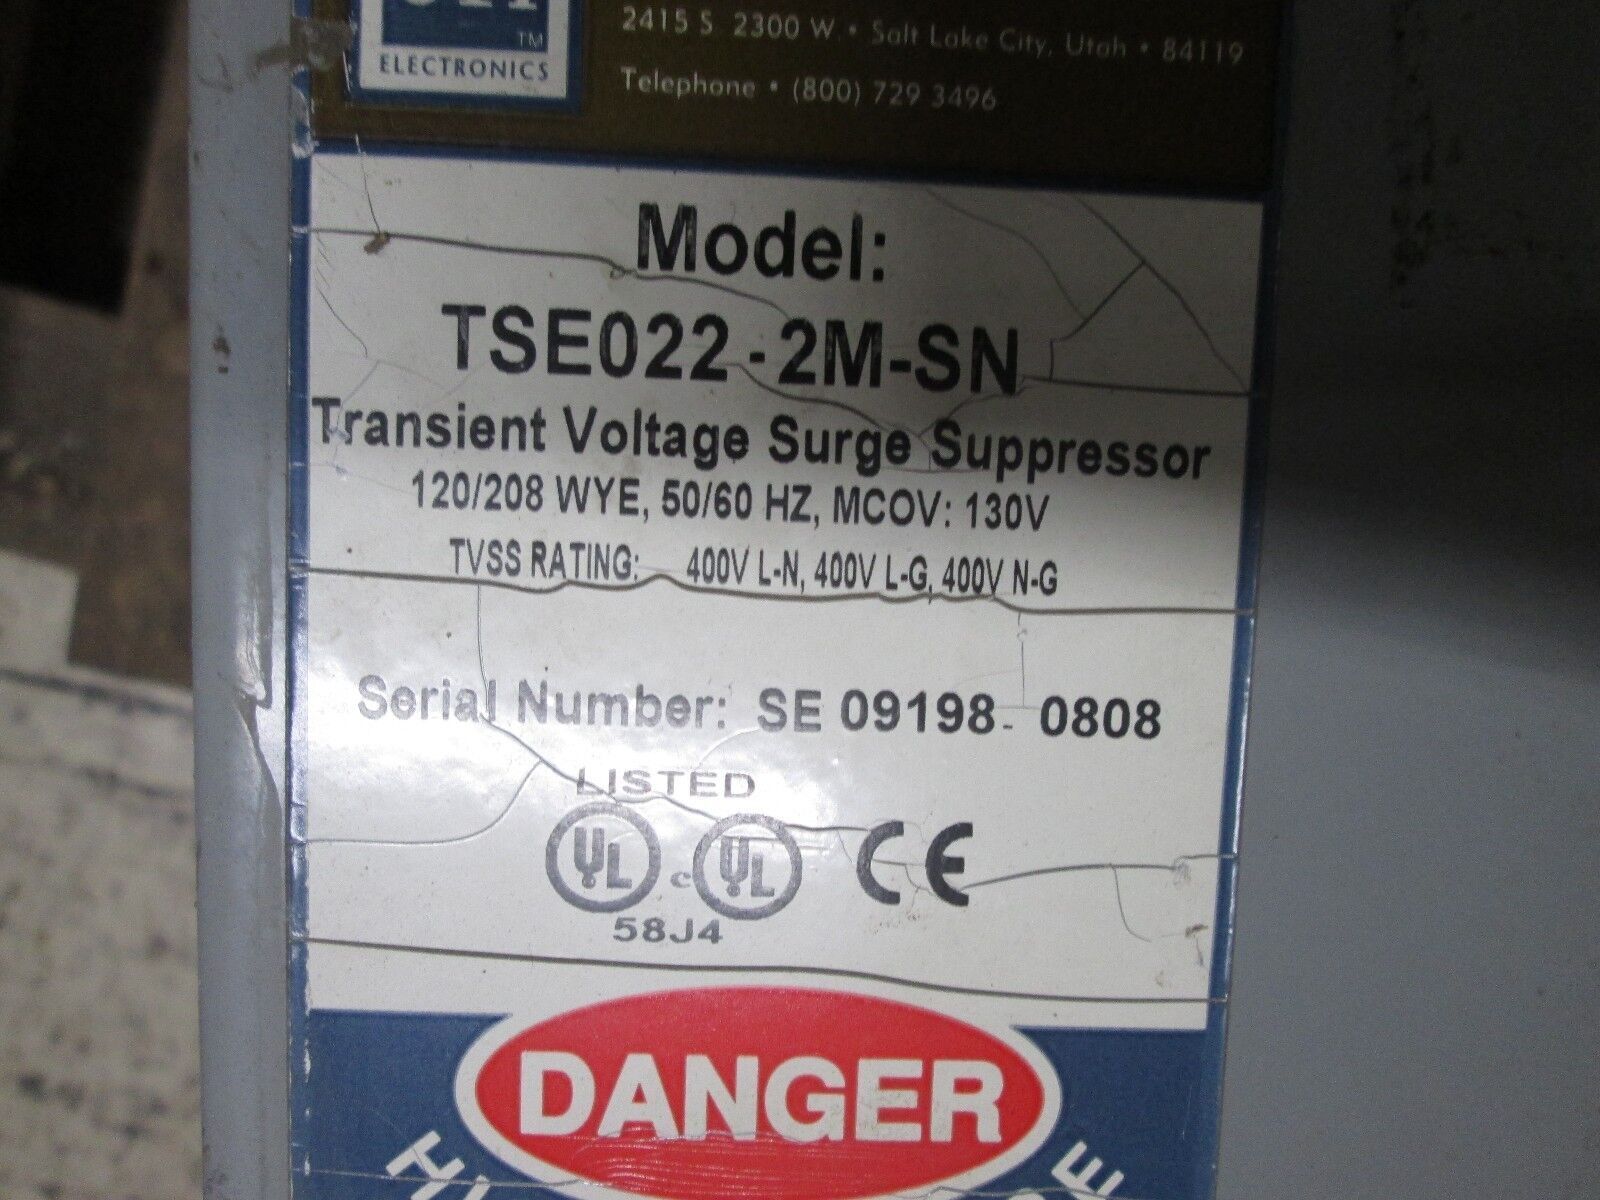 TM
ELECTRONICS
2415 S. 2300 W. • Salt Lake City, Utah • 84119
Telephone • (800) 729 3496
Model:
TSE022-2M-SN
Transient Voltage Surge Suppressor
120/208 WYE, 50/60 HZ, MCOV: 130V
TVSS RATING: 400V L-N, 400V L-G, 400V N-G
Serial Number: SE 09198- 0808
LISTED
UL c UL CE
58J4
DANGER